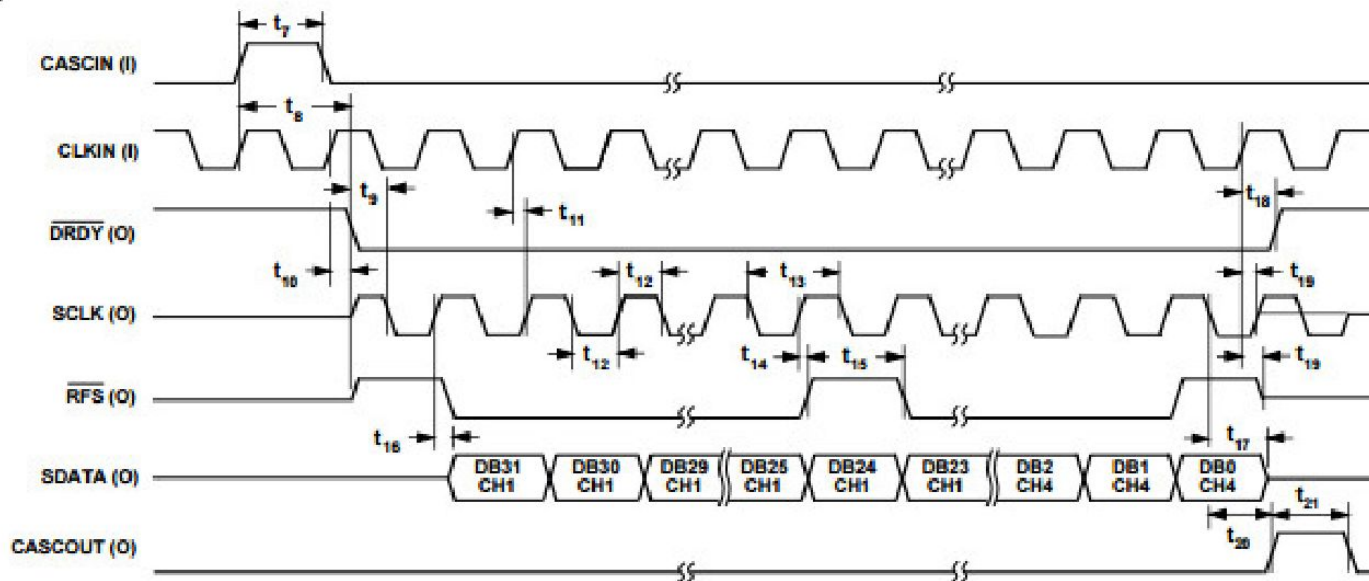 t7
CASCIN (I)
t8
CLKIN (I)
t9
t18
t11
DRDY (O)
t10
t12
t13
t19
SCLK (O)
t12
t14
t15
t19
RFS (O)
t16
t17
SDATA (O)
DB31 CH1
DB30 CH1
DB29 CH1
DB25 CH1
DB24 CH1
DB23 CH1
DB2 CH4
DB1 CH4
DB0 CH4
t21
t20
CASCOUT (O)